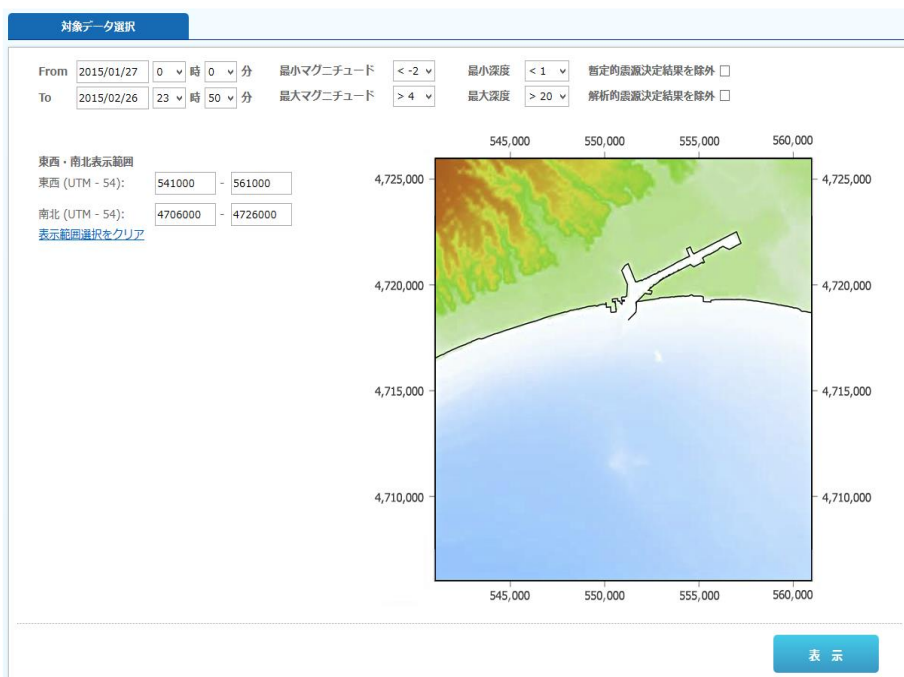 対象データ選択
From 2015/01/27 0 時 0 分 最小マグニチュード < -2 最小深度 < 1 暫定的震源決定結果を除外
To 2015/02/26 23 時 50 分 最大マグニチュード > 4 最大深度 > 20 解析的震源決定結果を除外
東西・南北表示範囲
東西 (UTM - 54): 541000 - 561000
南北 (UTM - 54): 4706000 - 4726000
表示範囲選択をクリア
545,000 550,000 555,000 560,000
4,725,000 4,725,000
4,720,000 4,720,000
4,715,000 4,715,000
4,710,000 4,710,000
545,000 550,000 555,000 560,000
表 示